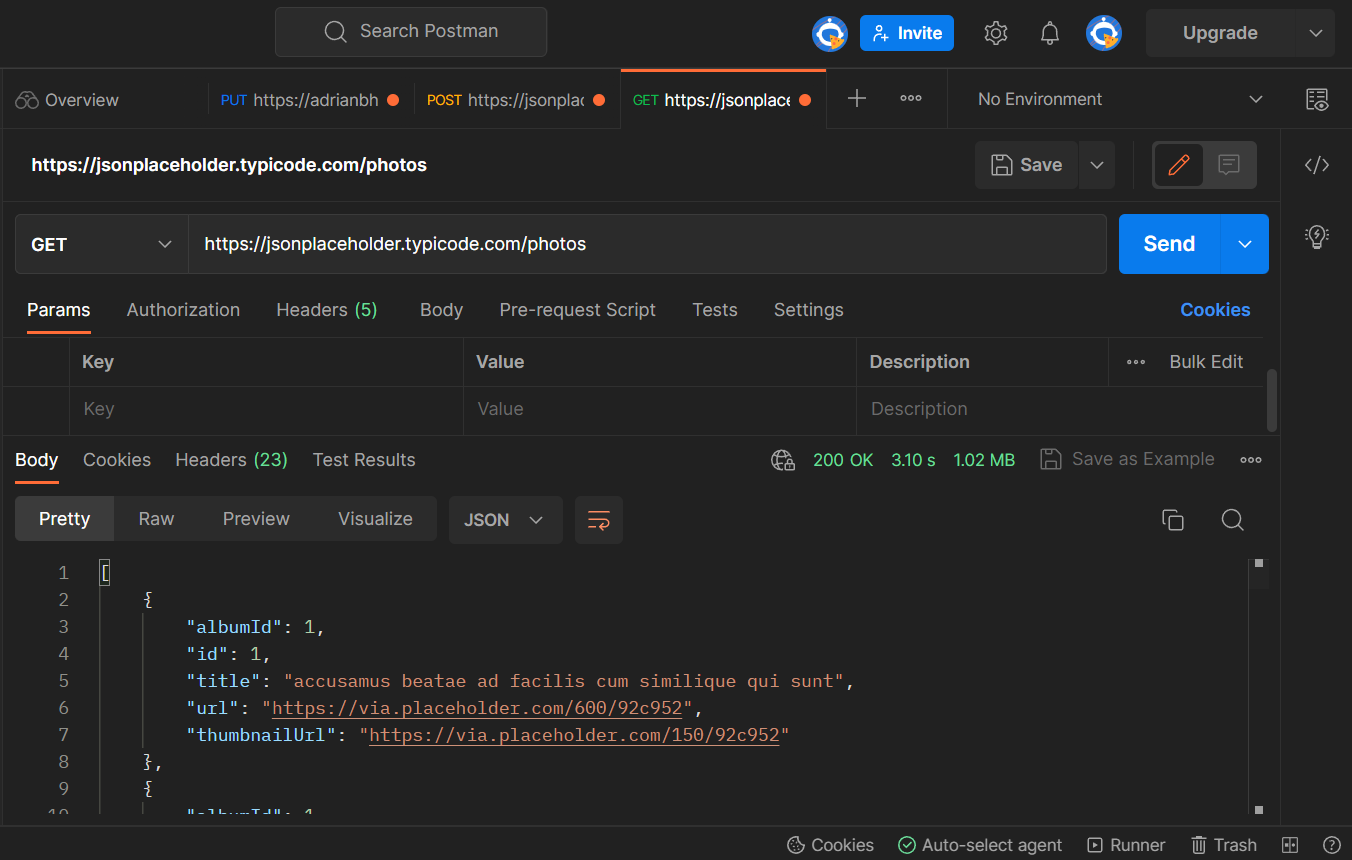 Search Postman
Invite
Upgrade
Overview
PUT https://adrianbh
POST https://jsonplac
GET https://jsonplace
No Environment
https://jsonplaceholder.typicode.com/photos
Save
GET
https://jsonplaceholder.typicode.com/photos
Send
Params Authorization Headers (5) Body Pre-request Script Tests Settings Cookies
Key Value Description Bulk Edit
Key Value Description
Body Cookies Headers (23) Test Results 200 OK 3.10 s 1.02 MB Save as Example
Pretty Raw Preview Visualize JSON
1 [
2 {
3 "albumId": 1,
4 "id": 1,
5 "title": "accusamus beatae ad facilis cum similique qui sunt",
6 "url": "https://via.placeholder.com/600/92c952",
7 "thumbnailUrl": "https://via.placeholder.com/150/92c952"
8 },
9 {
10 "albumId": 1
Cookies Auto-select agent Runner Trash